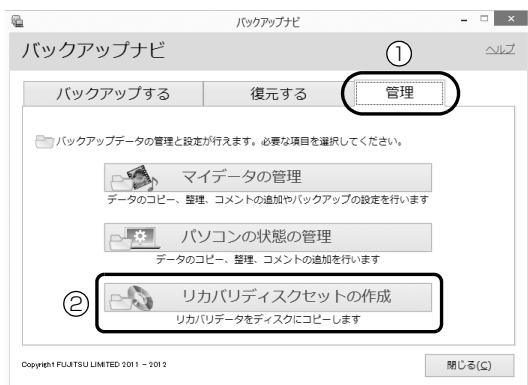 バックアップナビ
バックアップナビ
①
ヘルプ
バックアップする 復元する 管理
バックアップデータの管理と設定が行えます。必要な項目を選択してください。
マイデータの管理
データのコピー、整理、コメントの追加やバックアップの設定を行います
パソコンの状態の管理
データのコピー、整理、コメントの追加を行います
②
リカバリディスクセットの作成
リカバリデータをディスクにコピーします
Copyright FUJITSU LIMITED 2011 - 2012
閉じる(C)